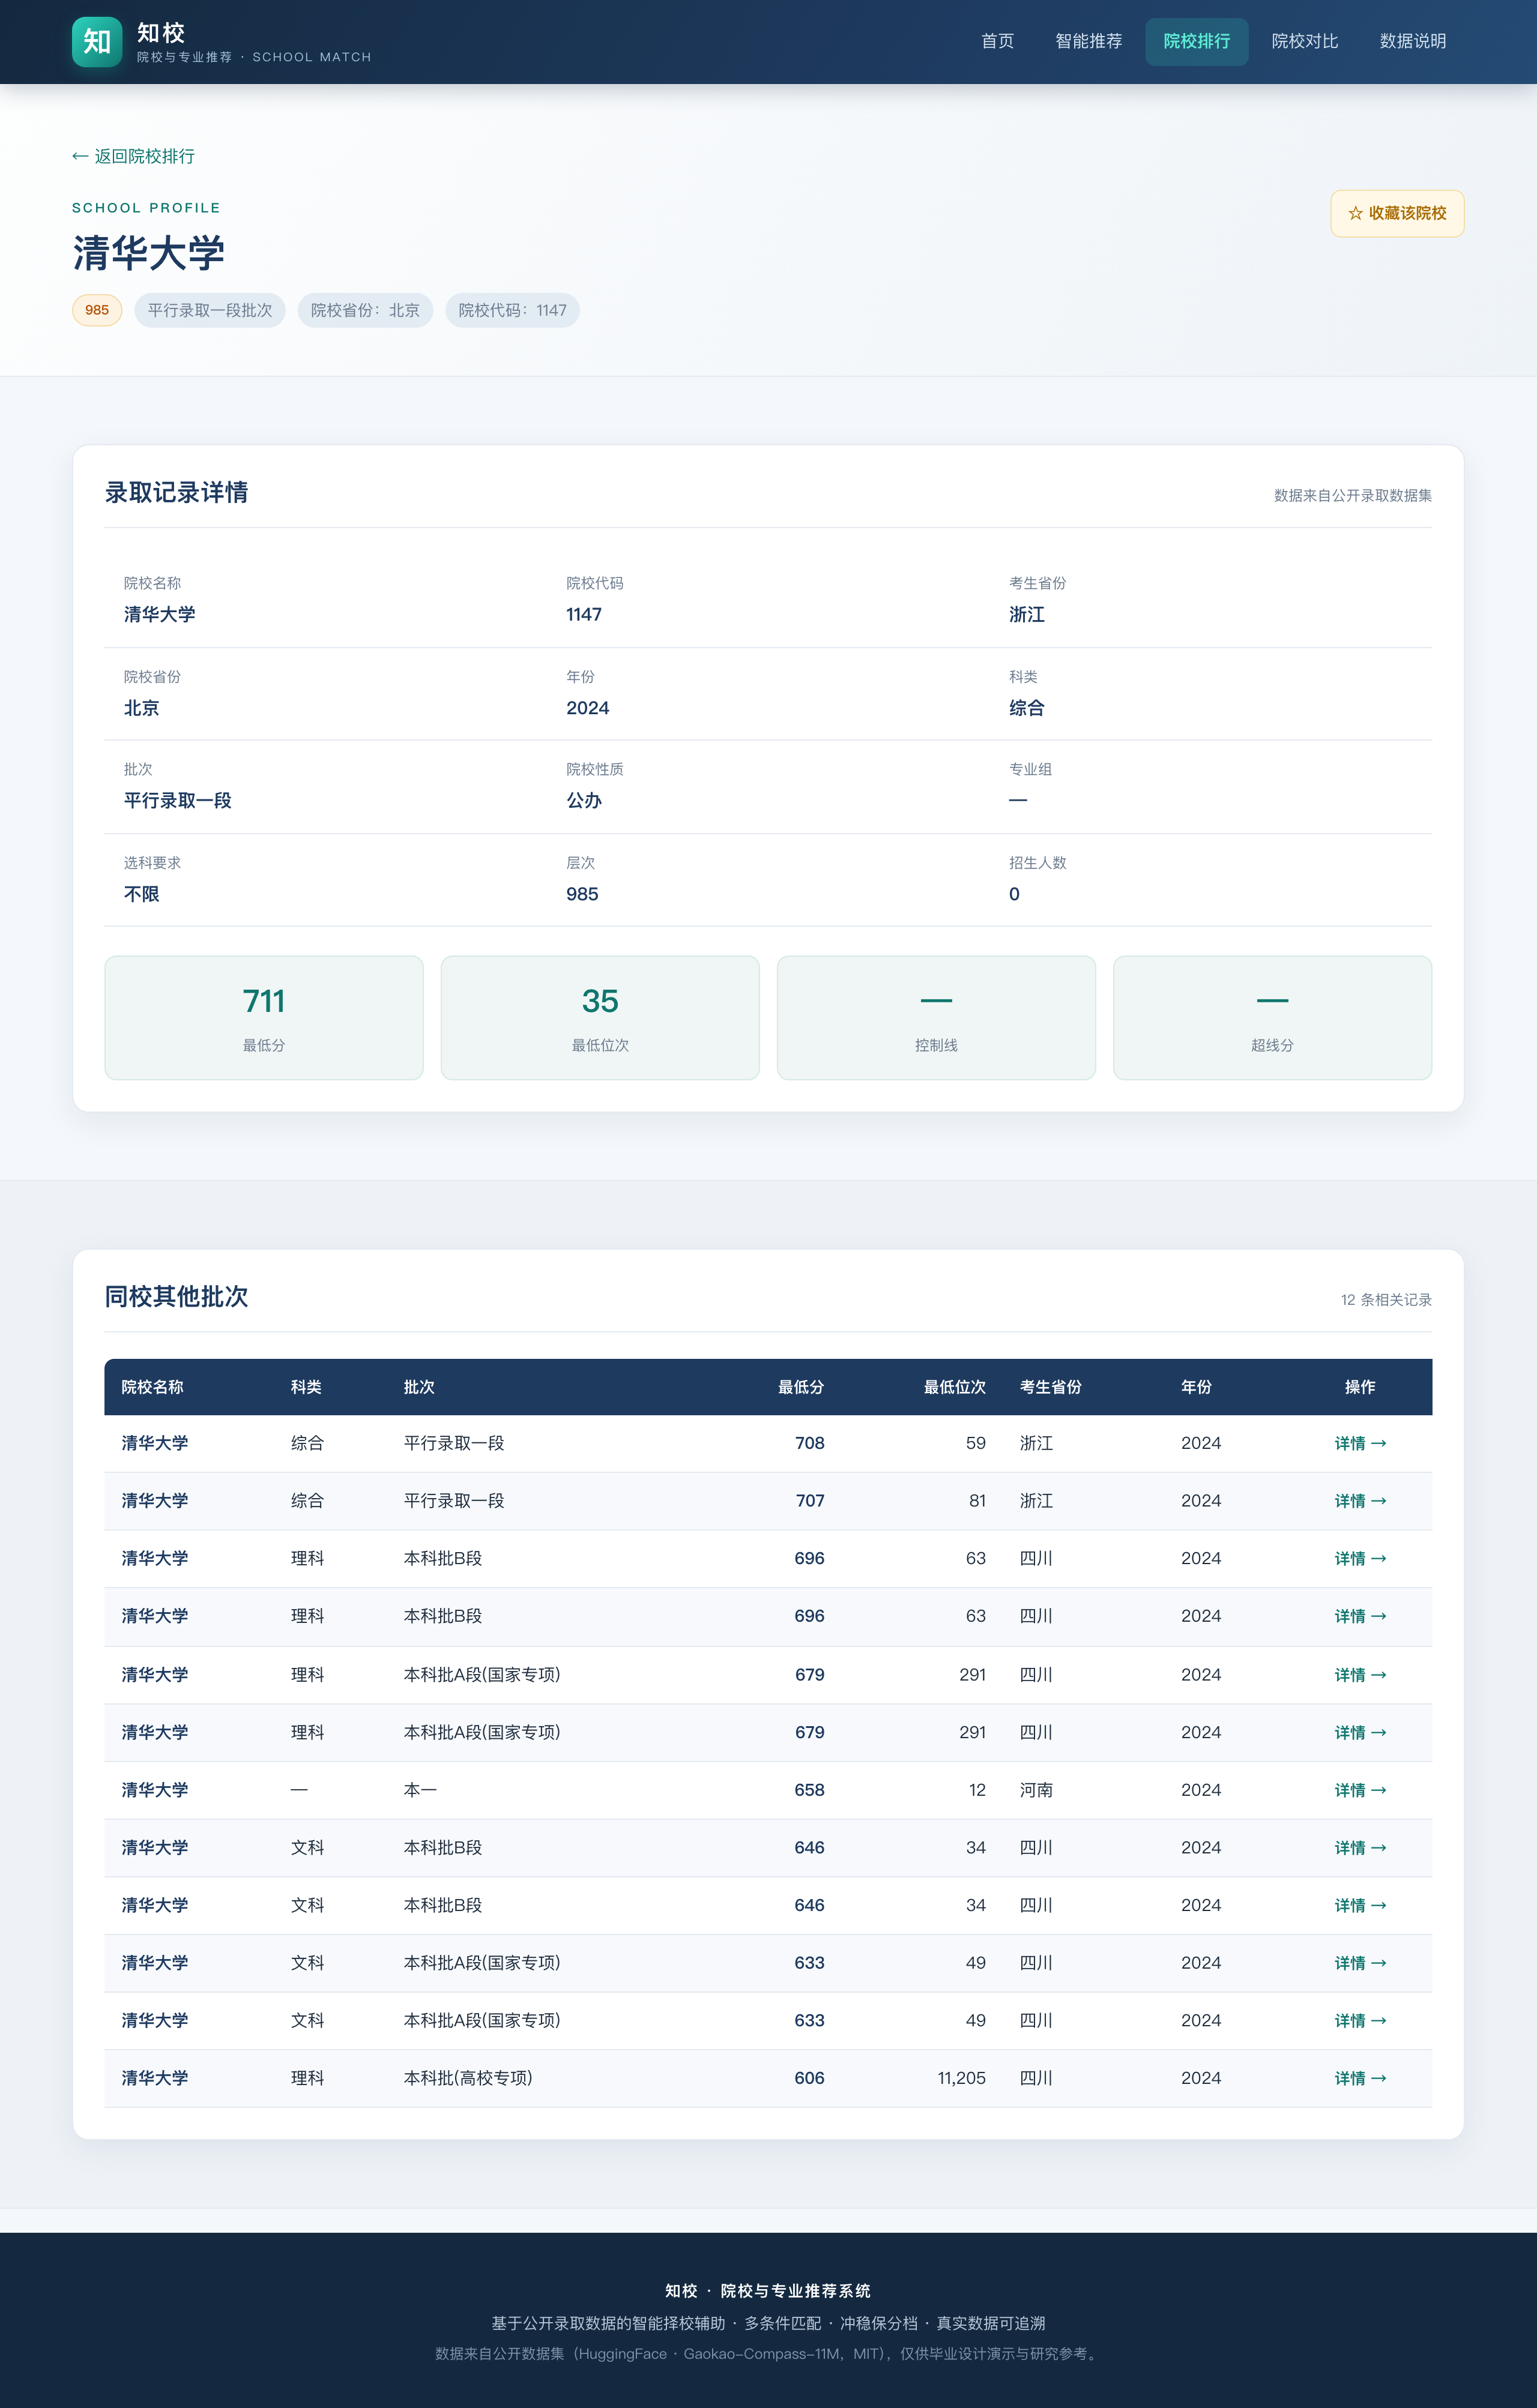 知 知校
院校与专业推荐 · SCHOOL MATCH
首页 智能推荐 院校排行 院校对比 数据说明
← 返回院校排行
SCHOOL PROFILE
☆ 收藏该院校
清华大学
985 平行录取一段批次 院校省份：北京 院校代码：1147
录取记录详情 数据来自公开录取数据集
院校名称 院校代码 考生省份
清华大学 1147 浙江
院校省份 年份 科类
北京 2024 综合
批次 院校性质 专业组
平行录取一段 公办 —
选科要求 层次 招生人数
不限 985 0
711 35 — —
最低分 最低位次 控制线 超线分
同校其他批次 12 条相关记录
院校名称 科类 批次 最低分 最低位次 考生省份 年份 操作
清华大学 综合 平行录取一段 708 59 浙江 2024 详情 →
清华大学 综合 平行录取一段 707 81 浙江 2024 详情 →
清华大学 理科 本科批B段 696 63 四川 2024 详情 →
清华大学 理科 本科批B段 696 63 四川 2024 详情 →
清华大学 理科 本科批A段(国家专项) 679 291 四川 2024 详情 →
清华大学 理科 本科批A段(国家专项) 679 291 四川 2024 详情 →
清华大学 — 本一 658 12 河南 2024 详情 →
清华大学 文科 本科批B段 646 34 四川 2024 详情 →
清华大学 文科 本科批B段 646 34 四川 2024 详情 →
清华大学 文科 本科批A段(国家专项) 633 49 四川 2024 详情 →
清华大学 文科 本科批A段(国家专项) 633 49 四川 2024 详情 →
清华大学 理科 本科批(高校专项) 606 11,205 四川 2024 详情 →
知校 · 院校与专业推荐系统
基于公开录取数据的智能择校辅助 · 多条件匹配 · 冲稳保分档 · 真实数据可追溯
数据来自公开数据集（HuggingFace · Gaokao-Compass-11M，MIT），仅供毕业设计演示与研究参考。